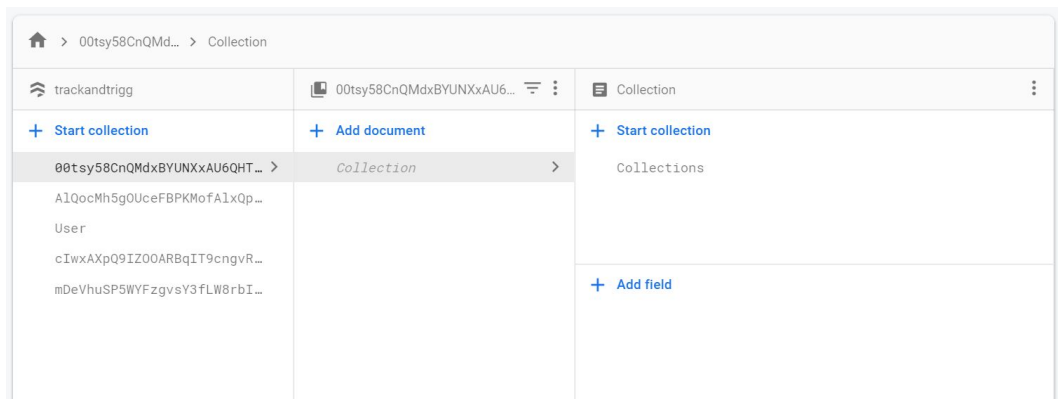 00tsy58CnQMd… > Collection
trackandtrigg
00tsy58CnQMdxBYUNXxAU6…
Collection
+ Start collection
+ Add document
+ Start collection
00tsy58CnQMdxBYUNXxAU6QHT…
Collection
Collections
AlQocMh5gOUceFBPKMofAlxQp…
User
cIwxAXpQ9IZOOARBqIT9cngvR…
mDeVhuSP5WYFzgvsY3fLW8rbI…
+ Add field